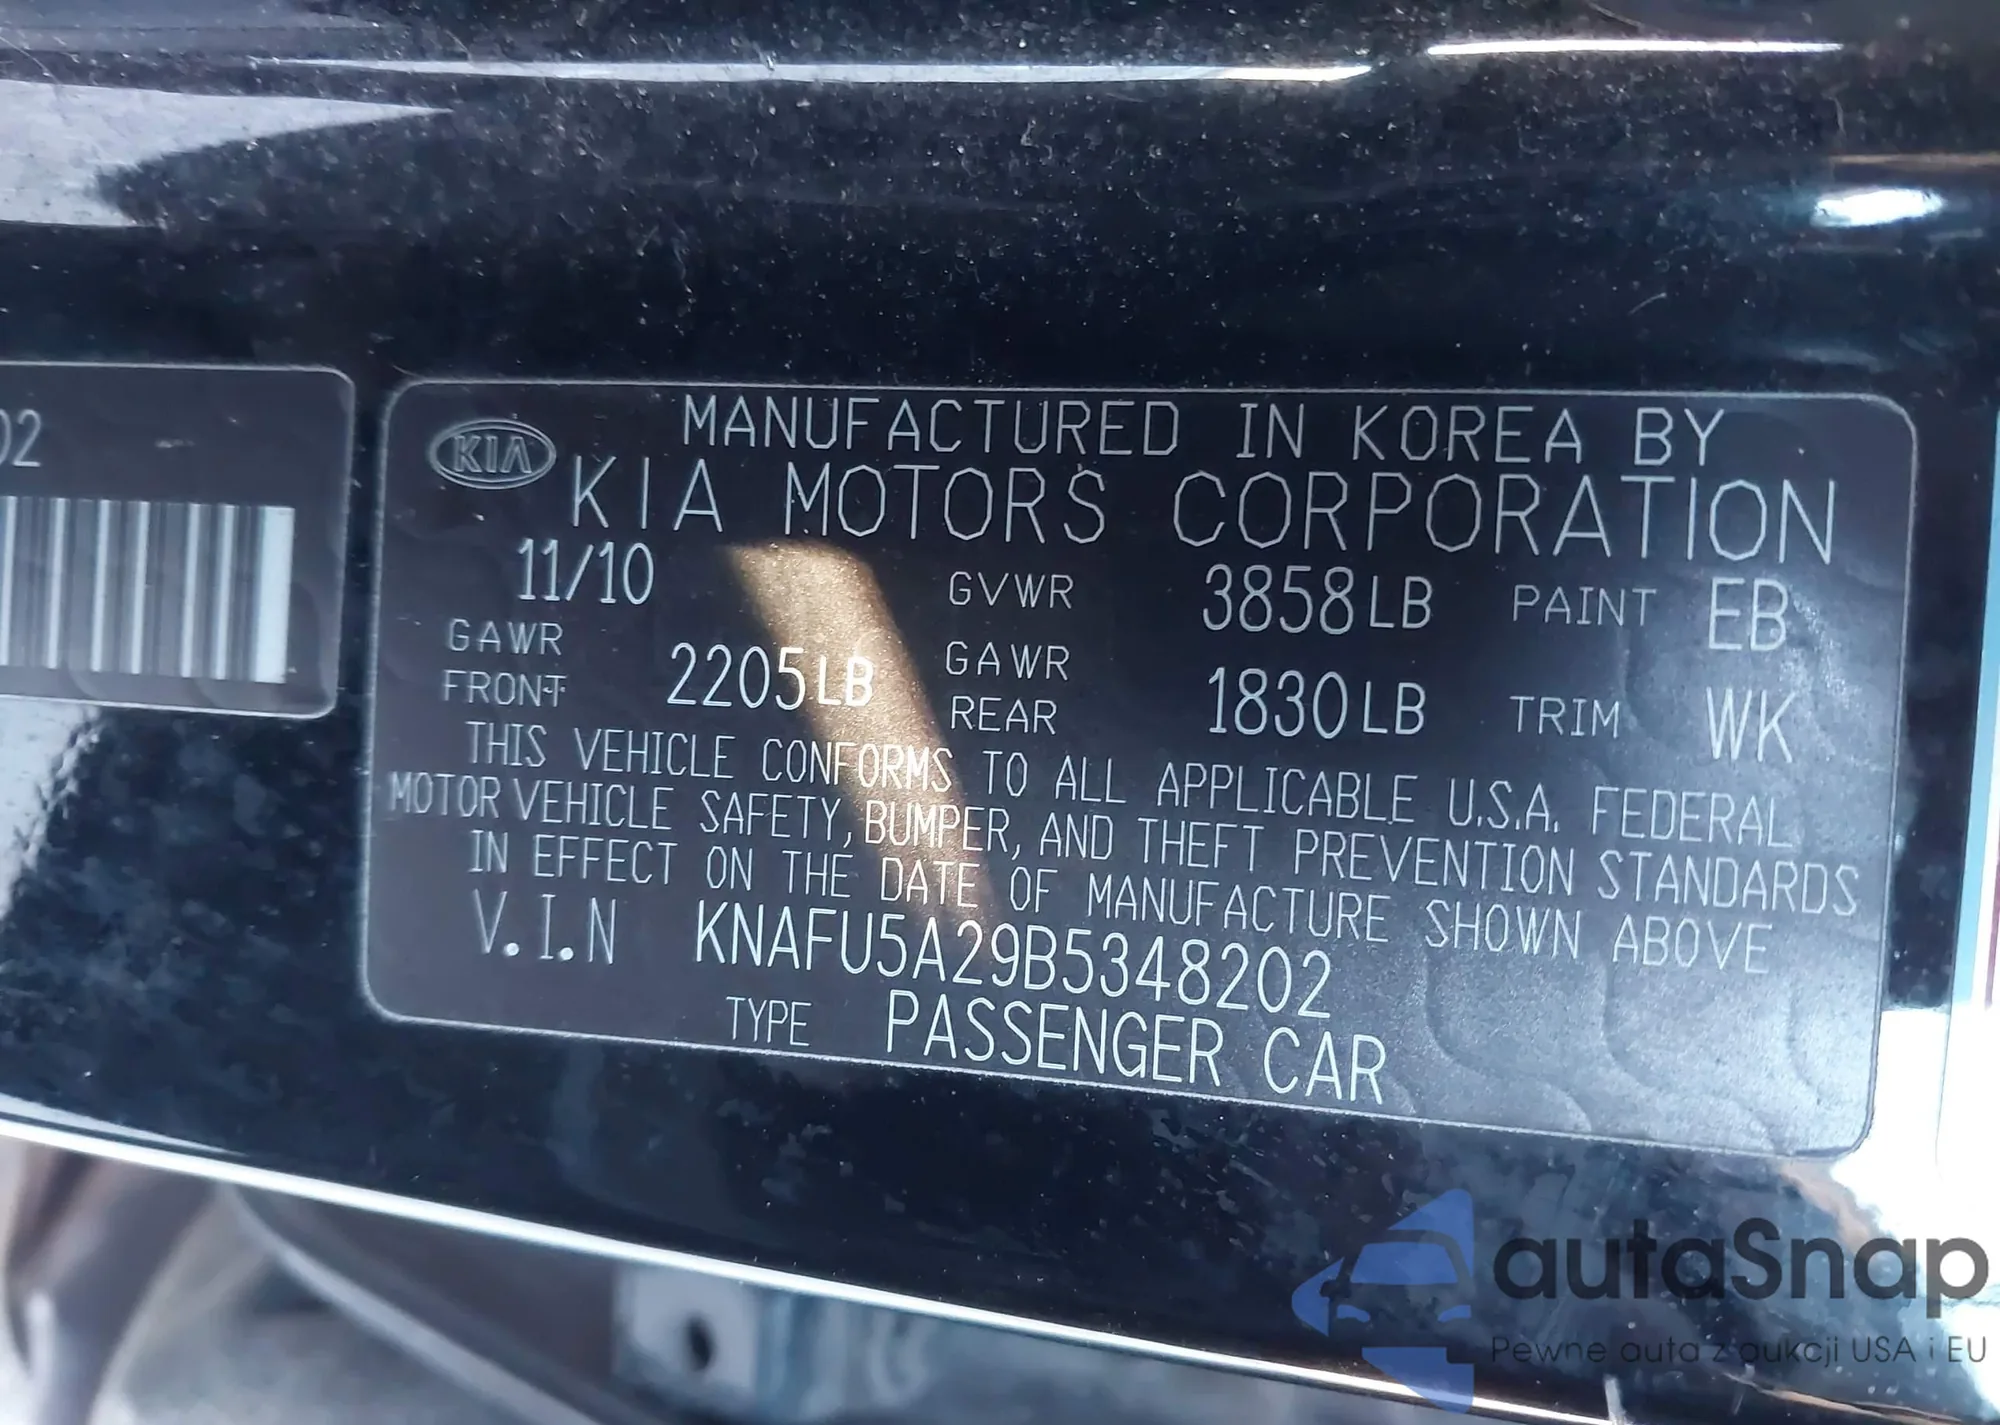 02
KIA
MANUFACTURED IN KOREA BY
KIA MOTORS CORPORATION
11/10 GVWR 3858LB PAINT EB
GAWR FRONT 2205LB GAWR REAR 1830LB TRIM WK
THIS VEHICLE CONFORMS TO ALL APPLICABLE U.S.A. FEDERAL
MOTOR VEHICLE SAFETY, BUMPER, AND THEFT PREVENTION STANDARDS
IN EFFECT ON THE DATE OF MANUFACTURE SHOWN ABOVE
V.I.N KNAFU5A29B5348202
TYPE PASSENGER CAR
autaSnap
Pewne auta z aukcji USA i EU